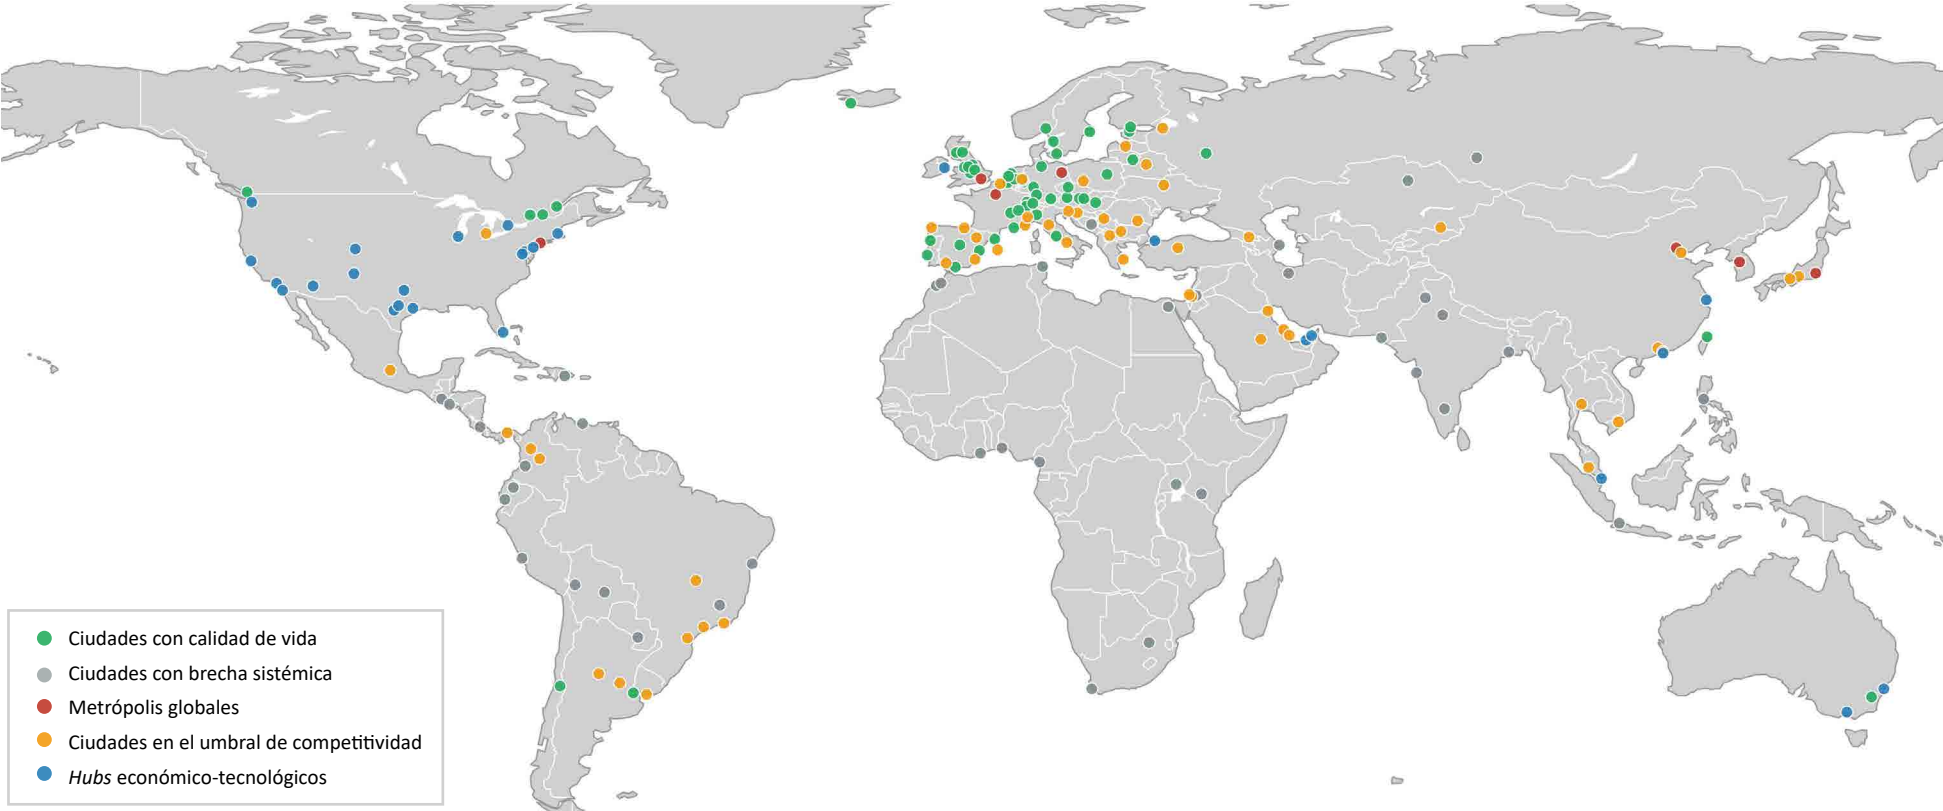 Ciudades con calidad de vida
Ciudades con brecha sistémica
Metrópolis globales
Ciudades en el umbral de competitividad
Hubs económico-tecnológicos